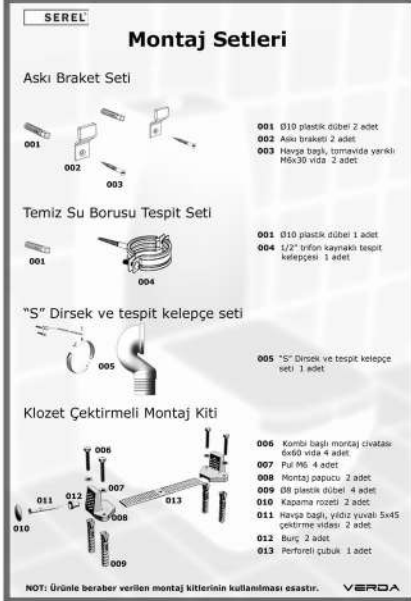 SEREL
Montaj Setleri
Askı Braket Seti
001
002
003
001 Ø10 plastik dübel 2 adet
002 Askı braketi 2 adet
003 Havşa başlı, tornavida yarıklı
M6x30 vida 2 adet
Temiz Su Borusu Tespit Seti
001
004
001 Ø10 plastik dübel 1 adet
004 1/2" trifon kaynaklı tespit
kelepçesi 1 adet
"S" Dirsek ve tespit kelepçe seti
005
005 "S" Dirsek ve tespit kelepçe
seti 1 adet
Klozet Çektirmeli Montaj Kiti
006
007
008
009
010
011
012
013
006 Kombi başlı montaj civatası
6x60 vida 4 adet
007 Pul M6 4 adet
008 Montaj papucu 2 adet
009 Ø8 plastik dübel 4 adet
010 Kapama rozeti 2 adet
011 Havşa başlı, yıldız yuvalı 5x45
çektirme vidası 2 adet
012 Burç 2 adet
013 Perforeli çubuk 1 adet
NOT: Ürünle beraber verilen montaj kitlerinin kullanılması esastır.
VERDA